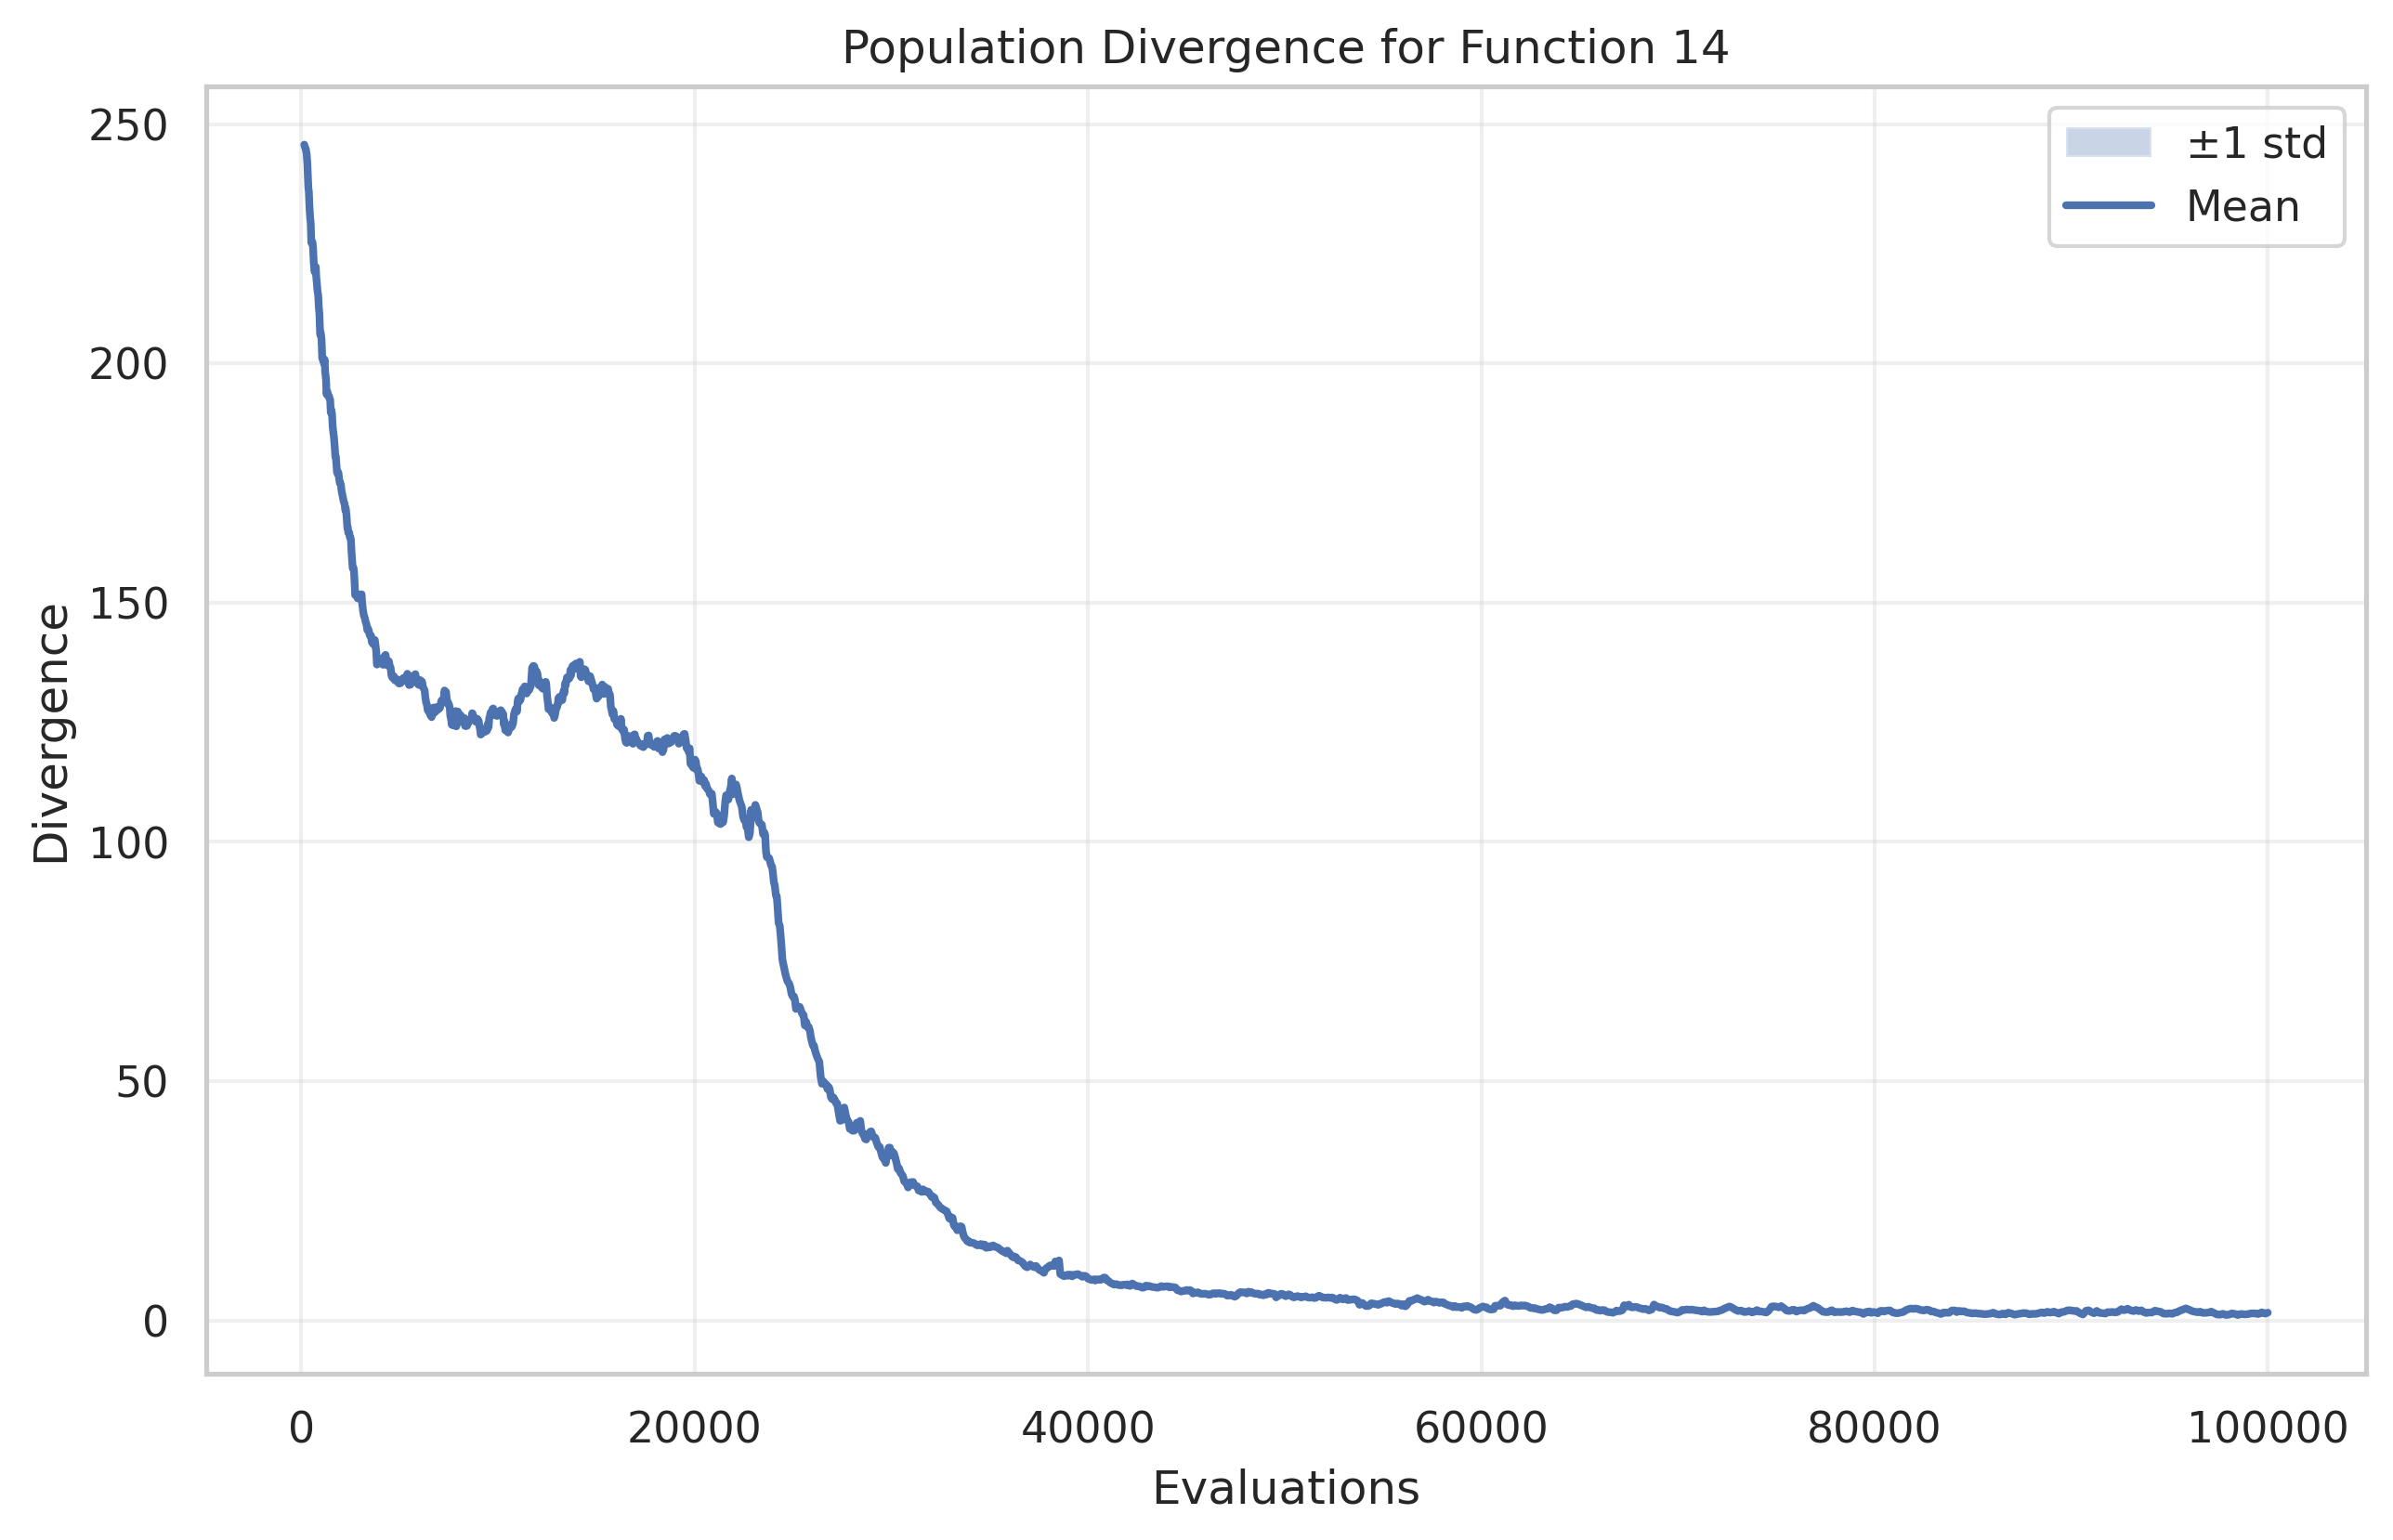 Population Divergence for Function 14
±1 std
Mean
Divergence
250
200
150
100
50
0
0 20000 40000 60000 80000 100000
Evaluations